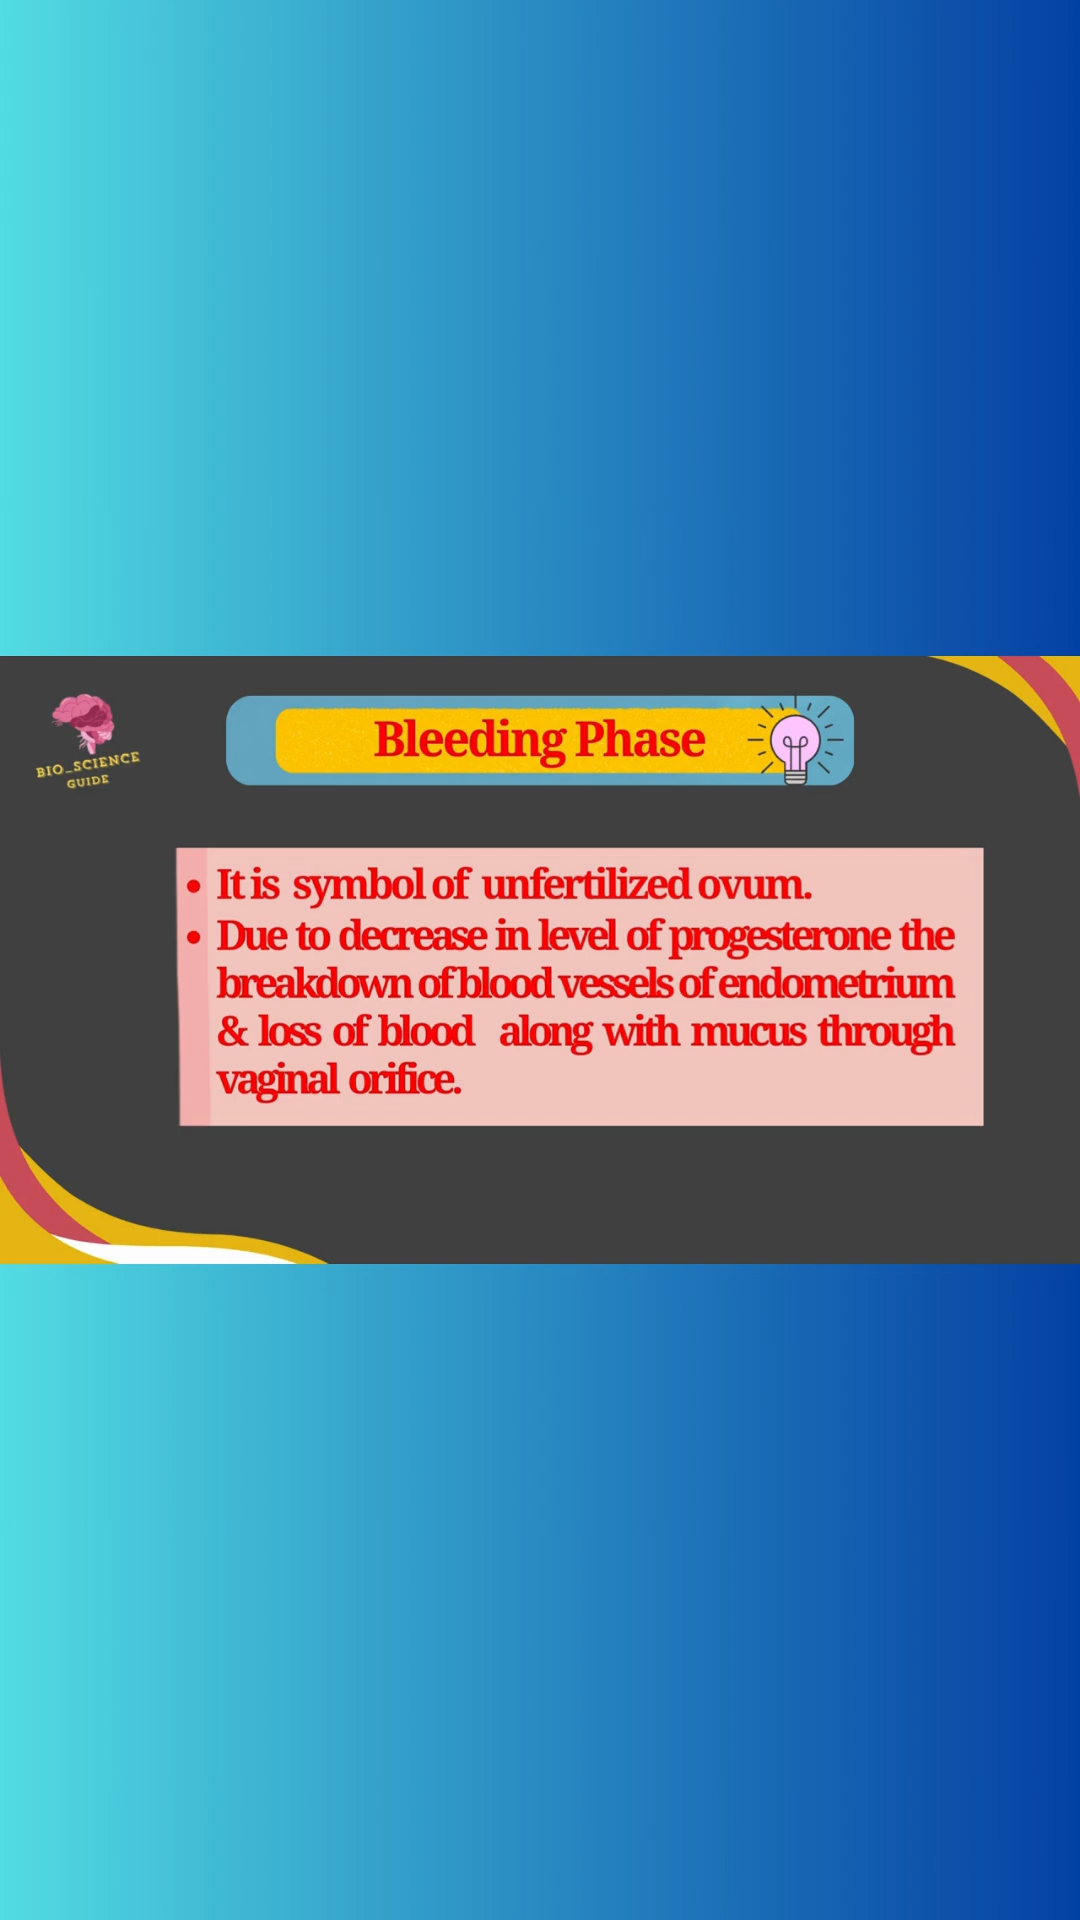 BIO_SCIENCE
GUIDE
Bleeding Phase
• It is symbol of unfertilized ovum.
• Due to decrease in level of progesterone the
breakdown of blood vessels of endometrium
& loss of blood along with mucus through
vaginal orifice.